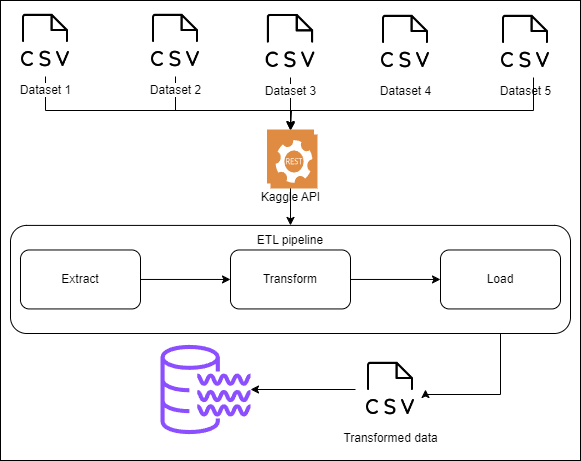 CSV CSV CSV CSV CSV
Dataset 1 Dataset 2 Dataset 3 Dataset 4 Dataset 5
REST
Kaggle API
ETL pipeline
Extract Transform Load
CSV
Transformed data